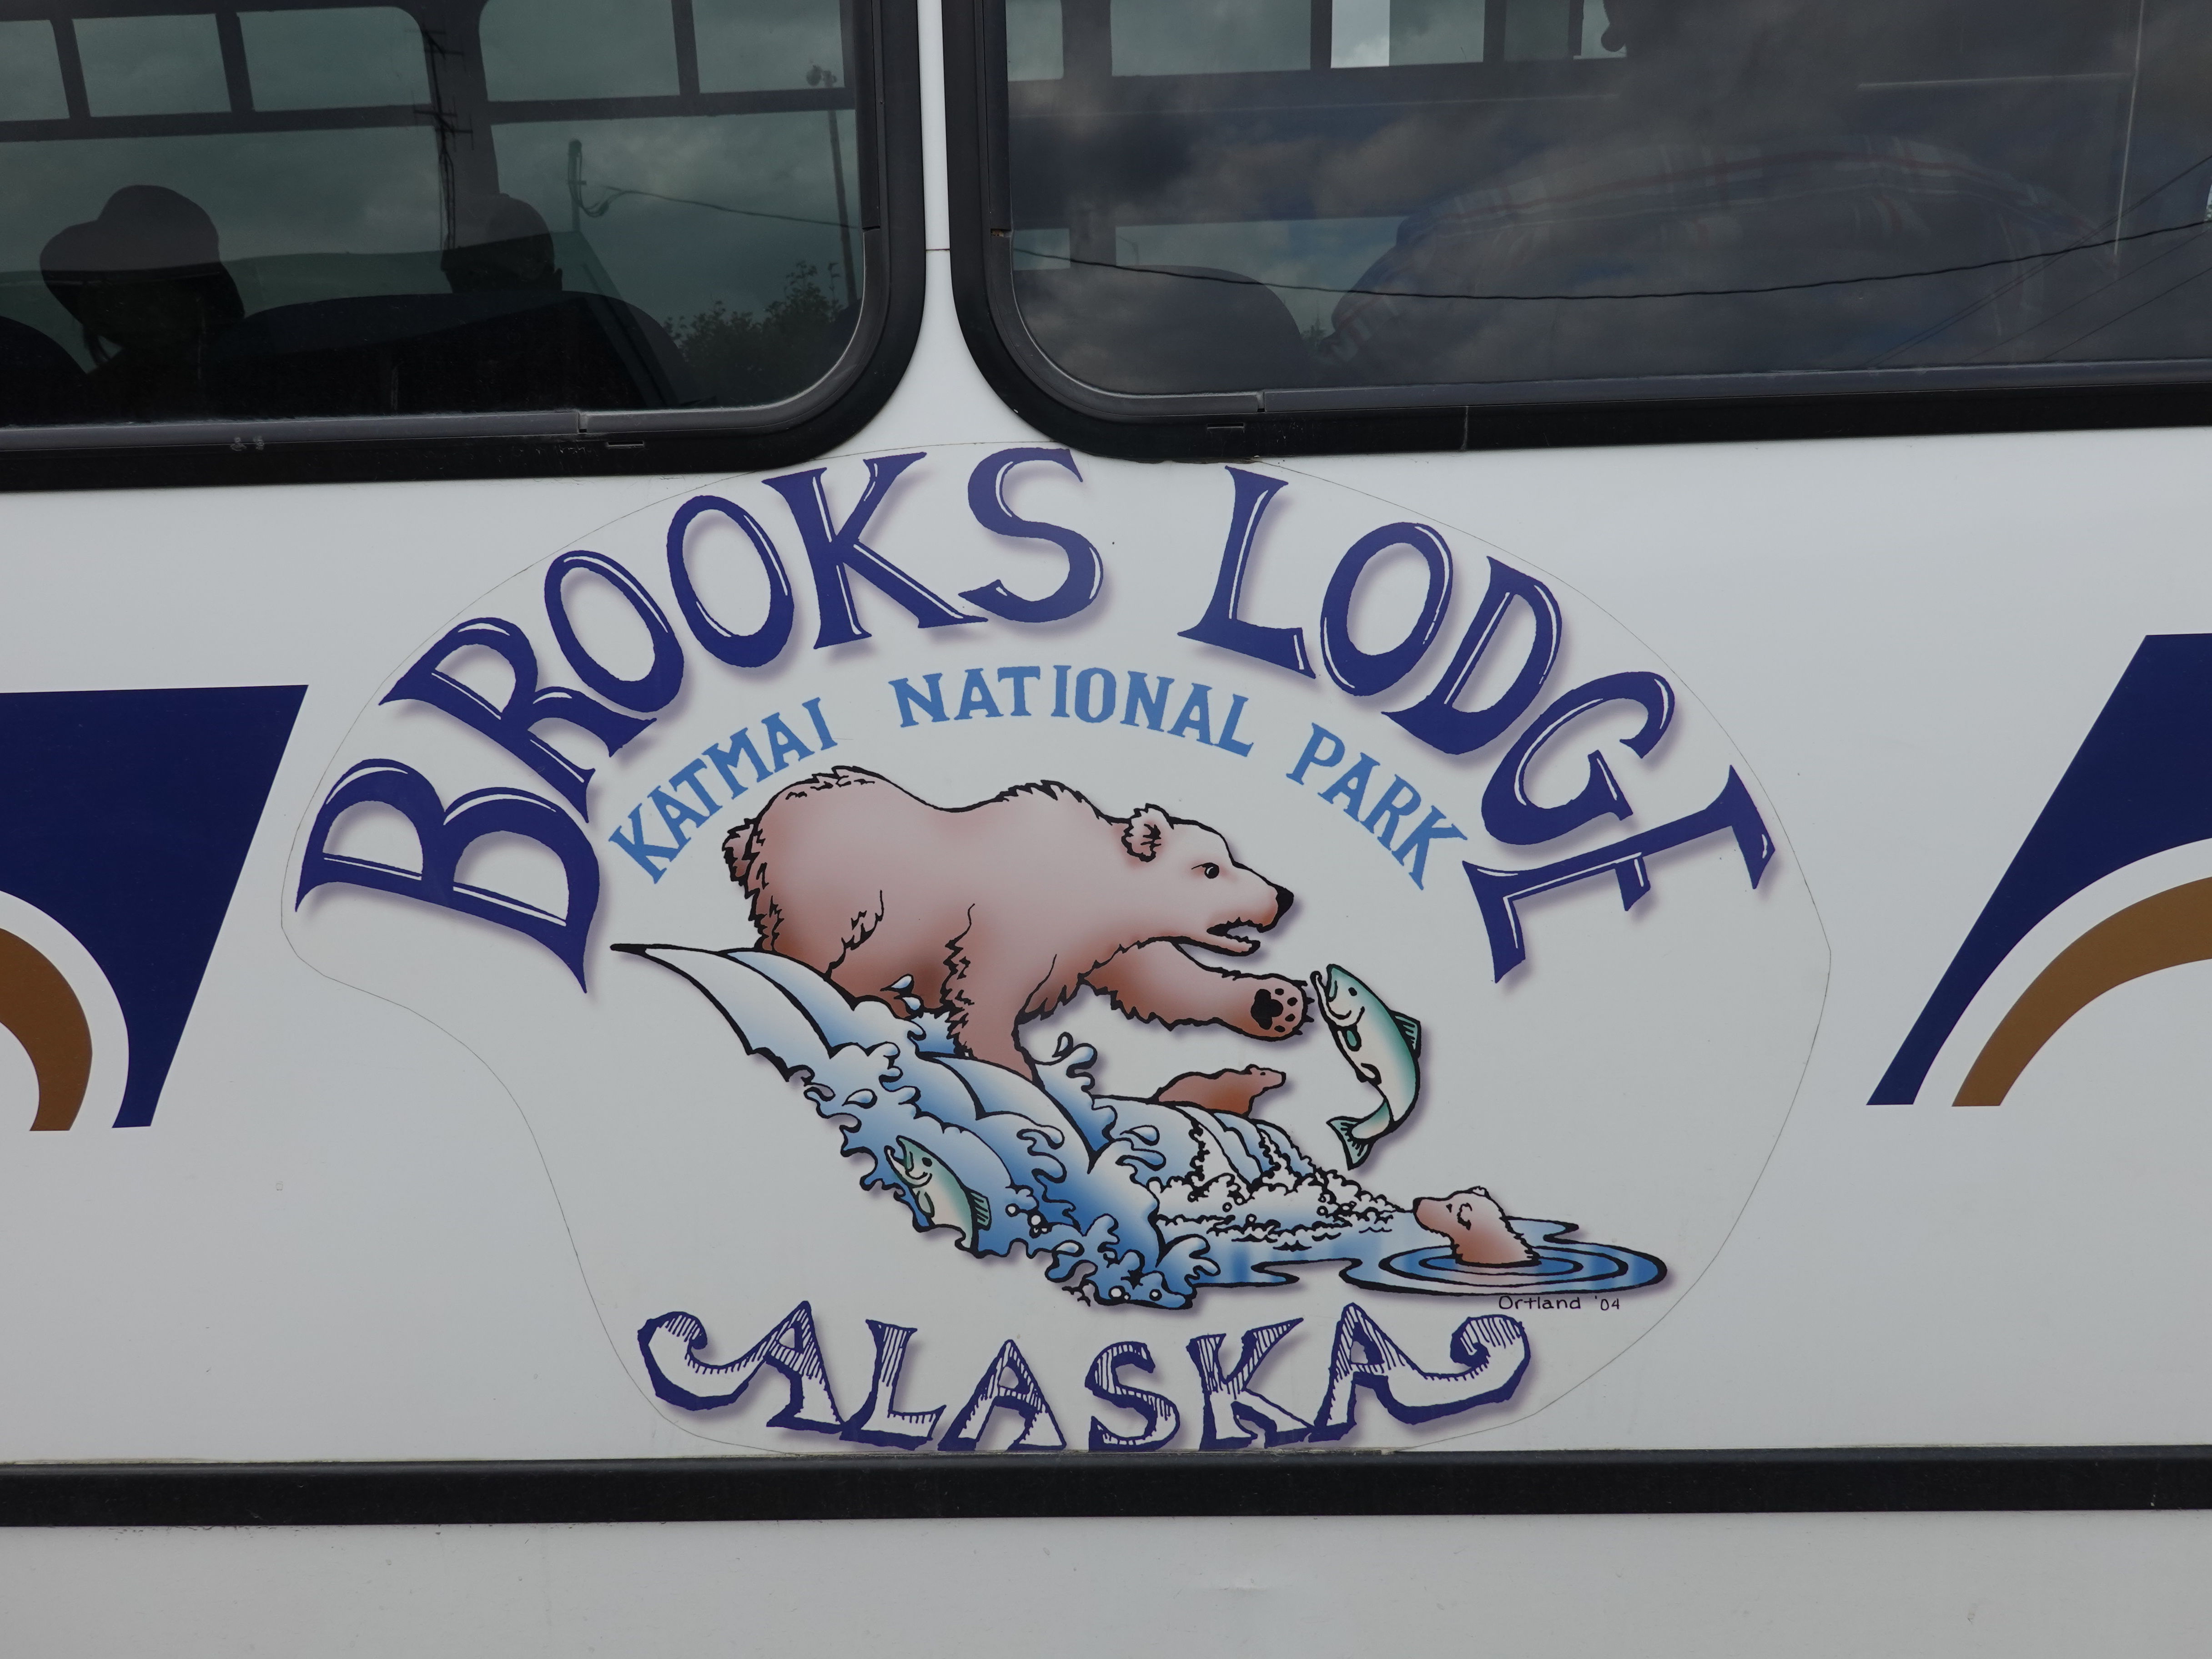 BROOKS LODGE
KATMAI NATIONAL PARK
Ortland '04
ALASKA